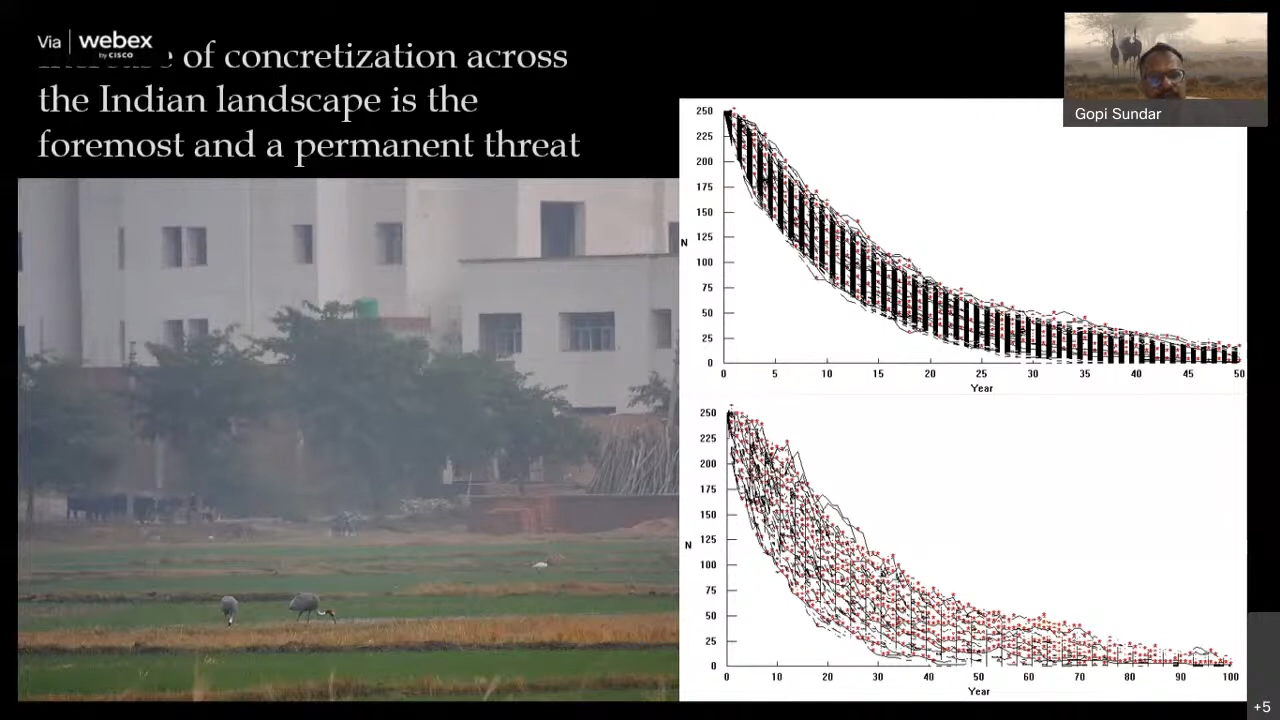 Via webex
by CISCO
of concretization across
the Indian landscape is the
foremost and a permanent threat
Gopi Sundar
250
225
200
175
150
125
N
100
75
50
25
0
0 5 10 15 20 25 30 35 40 45 50
Year
250
225
200
175
150
125
N
100
75
50
25
0
0 10 20 30 40 50 60 70 80 90 100
Year
+5